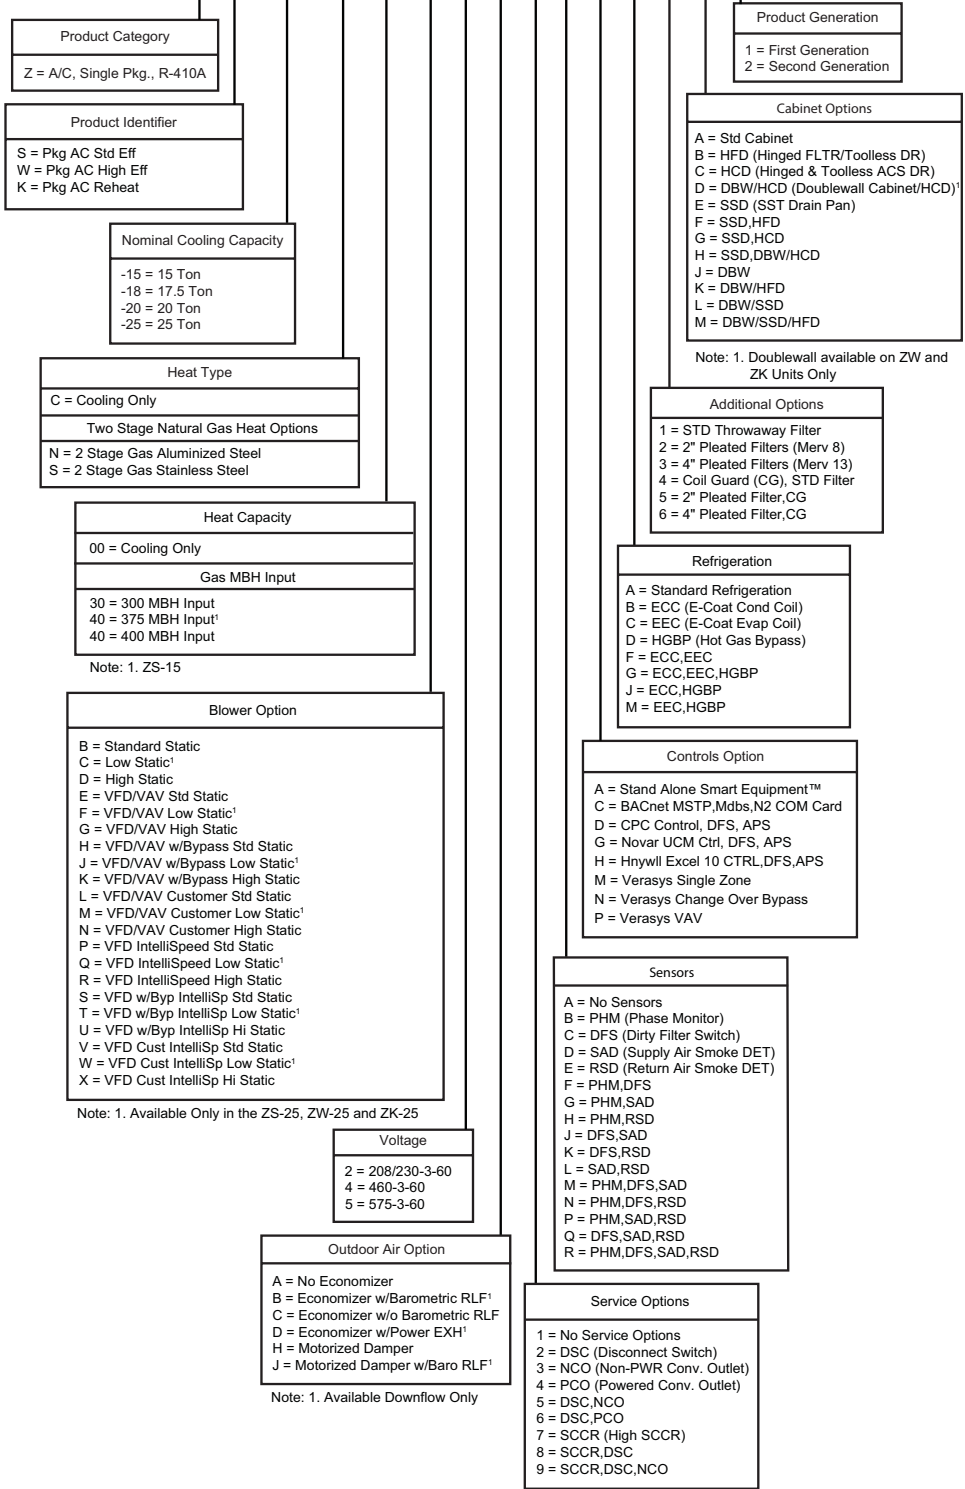 Product Category
Z = A/C, Single Pkg., R-410A
Product Identifier
S = Pkg AC Std Eff
W = Pkg AC High Eff
K = Pkg AC Reheat
Nominal Cooling Capacity
-15 = 15 Ton
-18 = 17.5 Ton
-20 = 20 Ton
-25 = 25 Ton
Heat Type
C = Cooling Only
Two Stage Natural Gas Heat Options
N = 2 Stage Gas Aluminized Steel
S = 2 Stage Gas Stainless Steel
Heat Capacity
00 = Cooling Only
Gas MBH Input
30 = 300 MBH Input
40 = 375 MBH Input¹
40 = 400 MBH Input
Note: 1. ZS-15
Blower Option
B = Standard Static
C = Low Static¹
D = High Static
E = VFD/VAV Std Static
F = VFD/VAV Low Static¹
G = VFD/VAV High Static
H = VFD/VAV w/Bypass Std Static
J = VFD/VAV w/Bypass Low Static¹
K = VFD/VAV w/Bypass High Static
L = VFD/VAV Customer Std Static
M = VFD/VAV Customer Low Static¹
N = VFD/VAV Customer High Static
P = VFD IntelliSpeed Std Static
Q = VFD IntelliSpeed Low Static¹
R = VFD IntelliSpeed High Static
S = VFD w/Byp IntelliSp Std Static
T = VFD w/Byp IntelliSp Low Static¹
U = VFD w/Byp IntelliSp Hi Static
V = VFD Cust IntelliSp Std Static
W = VFD Cust IntelliSp Low Static¹
X = VFD Cust IntelliSp Hi Static
Note: 1. Available Only in the ZS-25, ZW-25 and ZK-25
Voltage
2 = 208/230-3-60
4 = 460-3-60
5 = 575-3-60
Outdoor Air Option
A = No Economizer
B = Economizer w/Barometric RLF¹
C = Economizer w/o Barometric RLF
D = Economizer w/Power EXH¹
H = Motorized Damper
J = Motorized Damper w/Baro RLF¹
Note: 1. Available Downflow Only
Product Generation
1 = First Generation
2 = Second Generation
Cabinet Options
A = Std Cabinet
B = HFD (Hinged FLTR/Toolless DR)
C = HCD (Hinged & Toolless ACS DR)
D = DBW/HCD (Doublewall Cabinet/HCD)¹
E = SSD (SST Drain Pan)
F = SSD,HFD
G = SSD,HCD
H = SSD,DBW/HCD
J = DBW
K = DBW/HFD
L = DBW/SSD
M = DBW/SSD/HFD
Note: 1. Doublewall available on ZW and
ZK Units Only
Additional Options
1 = STD Throwaway Filter
2 = 2" Pleated Filters (Merv 8)
3 = 4" Pleated Filters (Merv 13)
4 = Coil Guard (CG), STD Filter
5 = 2" Pleated Filter,CG
6 = 4" Pleated Filter,CG
Refrigeration
A = Standard Refrigeration
B = ECC (E-Coat Cond Coil)
C = EEC (E-Coat Evap Coil)
D = HGBP (Hot Gas Bypass)
F = ECC,EEC
G = ECC,EEC,HGBP
J = ECC,HGBP
M = EEC,HGBP
Controls Option
A = Stand Alone Smart Equipment™
C = BACnet MSTP,Mdbs,N2 COM Card
D = CPC Control, DFS, APS
G = Novar UCM Ctrl, DFS, APS
H = Hnywll Excel 10 CTRL,DFS,APS
M = Verasys Single Zone
N = Verasys Change Over Bypass
P = Verasys VAV
Sensors
A = No Sensors
B = PHM (Phase Monitor)
C = DFS (Dirty Filter Switch)
D = SAD (Supply Air Smoke DET)
E = RSD (Return Air Smoke DET)
F = PHM,DFS
G = PHM,SAD
H = PHM,RSD
J = DFS,SAD
K = DFS,RSD
L = SAD,RSD
M = PHM,DFS,SAD
N = PHM,DFS,RSD
P = PHM,SAD,RSD
Q = DFS,SAD,RSD
R = PHM,DFS,SAD,RSD
Service Options
1 = No Service Options
2 = DSC (Disconnect Switch)
3 = NCO (Non-PWR Conv. Outlet)
4 = PCO (Powered Conv. Outlet)
5 = DSC,NCO
6 = DSC,PCO
7 = SCCR (High SCCR)
8 = SCCR,DSC
9 = SCCR,DSC,NCO